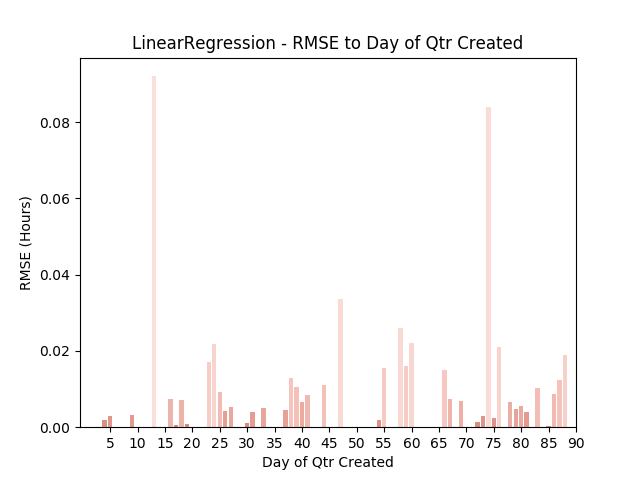 LinearRegression - RMSE to Day of Qtr Created
RMSE (Hours)
0.08
0.06
0.04
0.02
0.00
5 10 15 20 25 30 35 40 45 50 55 60 65 70 75 80 85 90
Day of Qtr Created